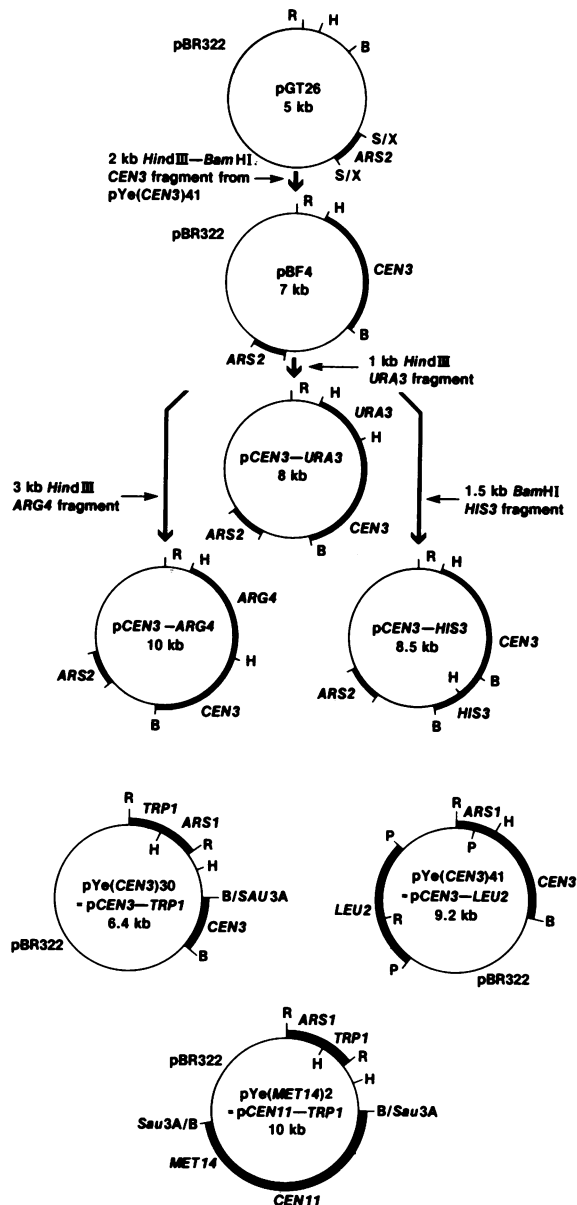 R
H
pBR322
B
pGT26
5 kb
S/X
ARS2
S/X
2 kb HindIII—BamHI.
CEN3 fragment from
pYe(CEN3)41
R
H
pBR322
CEN3
pBF4
7 kb
B
ARS2
1 kb HindIII
URA3 fragment
R
H
URA3
H
pCEN3—URA3
8 kb
ARS2
CEN3
B
3 kb HindIII
ARG4 fragment
1.5 kb BamHI
HIS3 fragment
R
H
ARG4
pCEN3—ARG4
10 kb
H
ARS2
CEN3
B
R
H
pCEN3—HIS3
8.5 kb
CEN3
ARS2
H
B
HIS3
B
R
TRP1
ARS1
H
R
H
pYe(CEN3)30
= pCEN3—TRP1
6.4 kb
B/SAU3A
CEN3
B
pBR322
R
ARS1
H
P
P
pYe(CEN3)41
= pCEN3—LEU2
9.2 kb
CEN3
LEU2
R
B
P
pBR322
R
ARS1
TRP1
R
H
H
pBR322
pYe(MET14)2
= pCEN11—TRP1
10 kb
B/Sau3A
Sau3A/B
MET14
CEN11